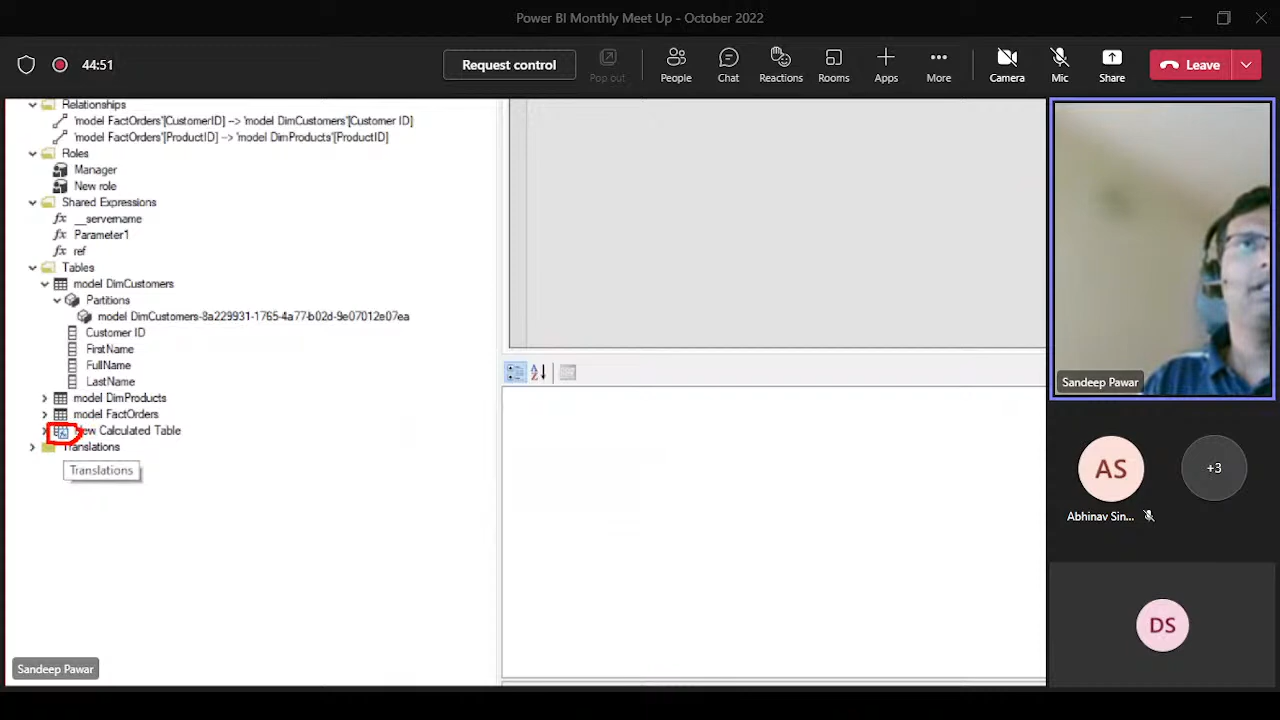 Power BI Monthly Meet Up - October 2022
44:51
Request control
Pop out
People
Chat
Reactions
Rooms
Apps
More
Camera
Mic
Share
Leave
Relationships
'model FactOrders'[CustomerID] --> 'model DimCustomers'[Customer ID]
'model FactOrders'[ProductID] --> 'model DimProducts'[ProductID]
Roles
Manager
New role
Shared Expressions
fx __servername
fx Parameter1
fx ref
Tables
model DimCustomers
Partitions
model DimCustomers-8a229931-1765-4a77-b02d-9e07012e07ea
Customer ID
FirstName
FullName
LastName
model DimProducts
model FactOrders
Calculated Table
Translations
Translations
Sandeep Pawar
Sandeep Pawar
AS
Abhinav Sin...
+3
DS